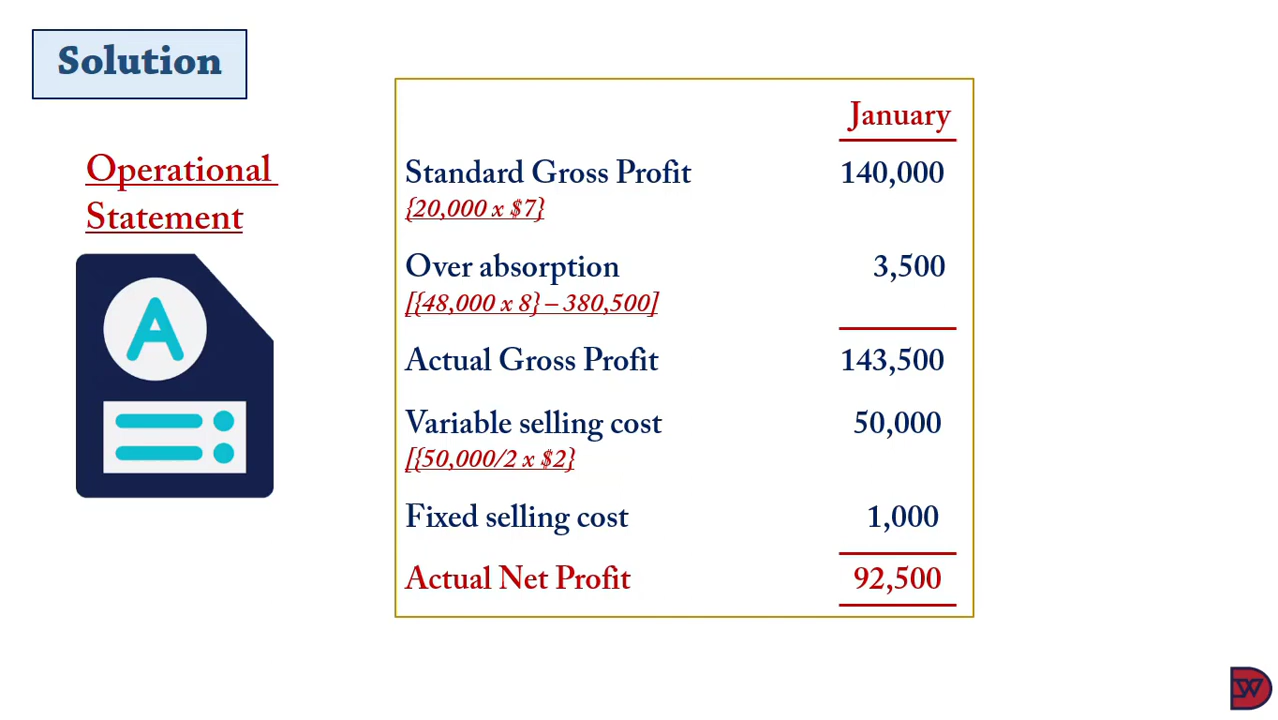 Solution
Operational
Statement
A
January
Standard Gross Profit 140,000
{20,000 x $7}
Over absorption 3,500
[{48,000 x 8} – 380,500]
Actual Gross Profit 143,500
Variable selling cost 50,000
[{50,000/2 x $2}
Fixed selling cost 1,000
Actual Net Profit 92,500
DW